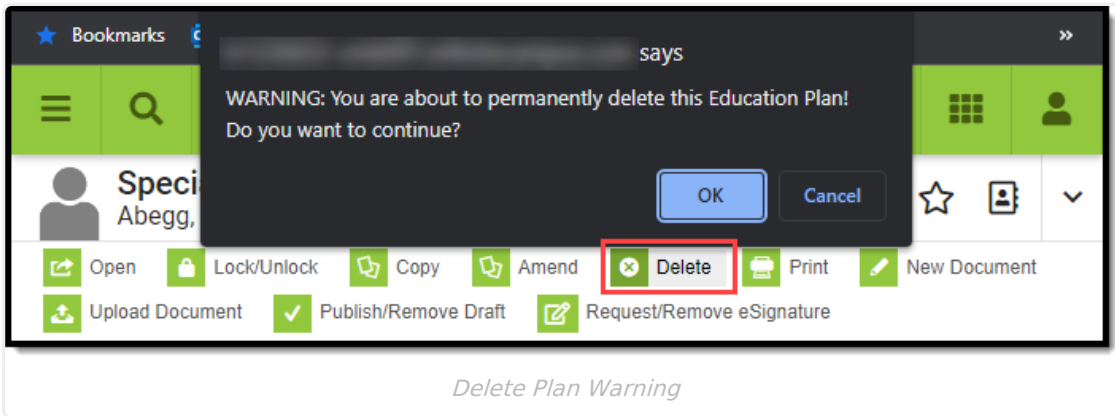 Bookmarks
»
says
WARNING: You are about to permanently delete this Education Plan!
Do you want to continue?
OK Cancel
Abegg,
Open Lock/Unlock Copy Amend Delete Print New Document
Upload Document Publish/Remove Draft Request/Remove eSignature
Delete Plan Warning